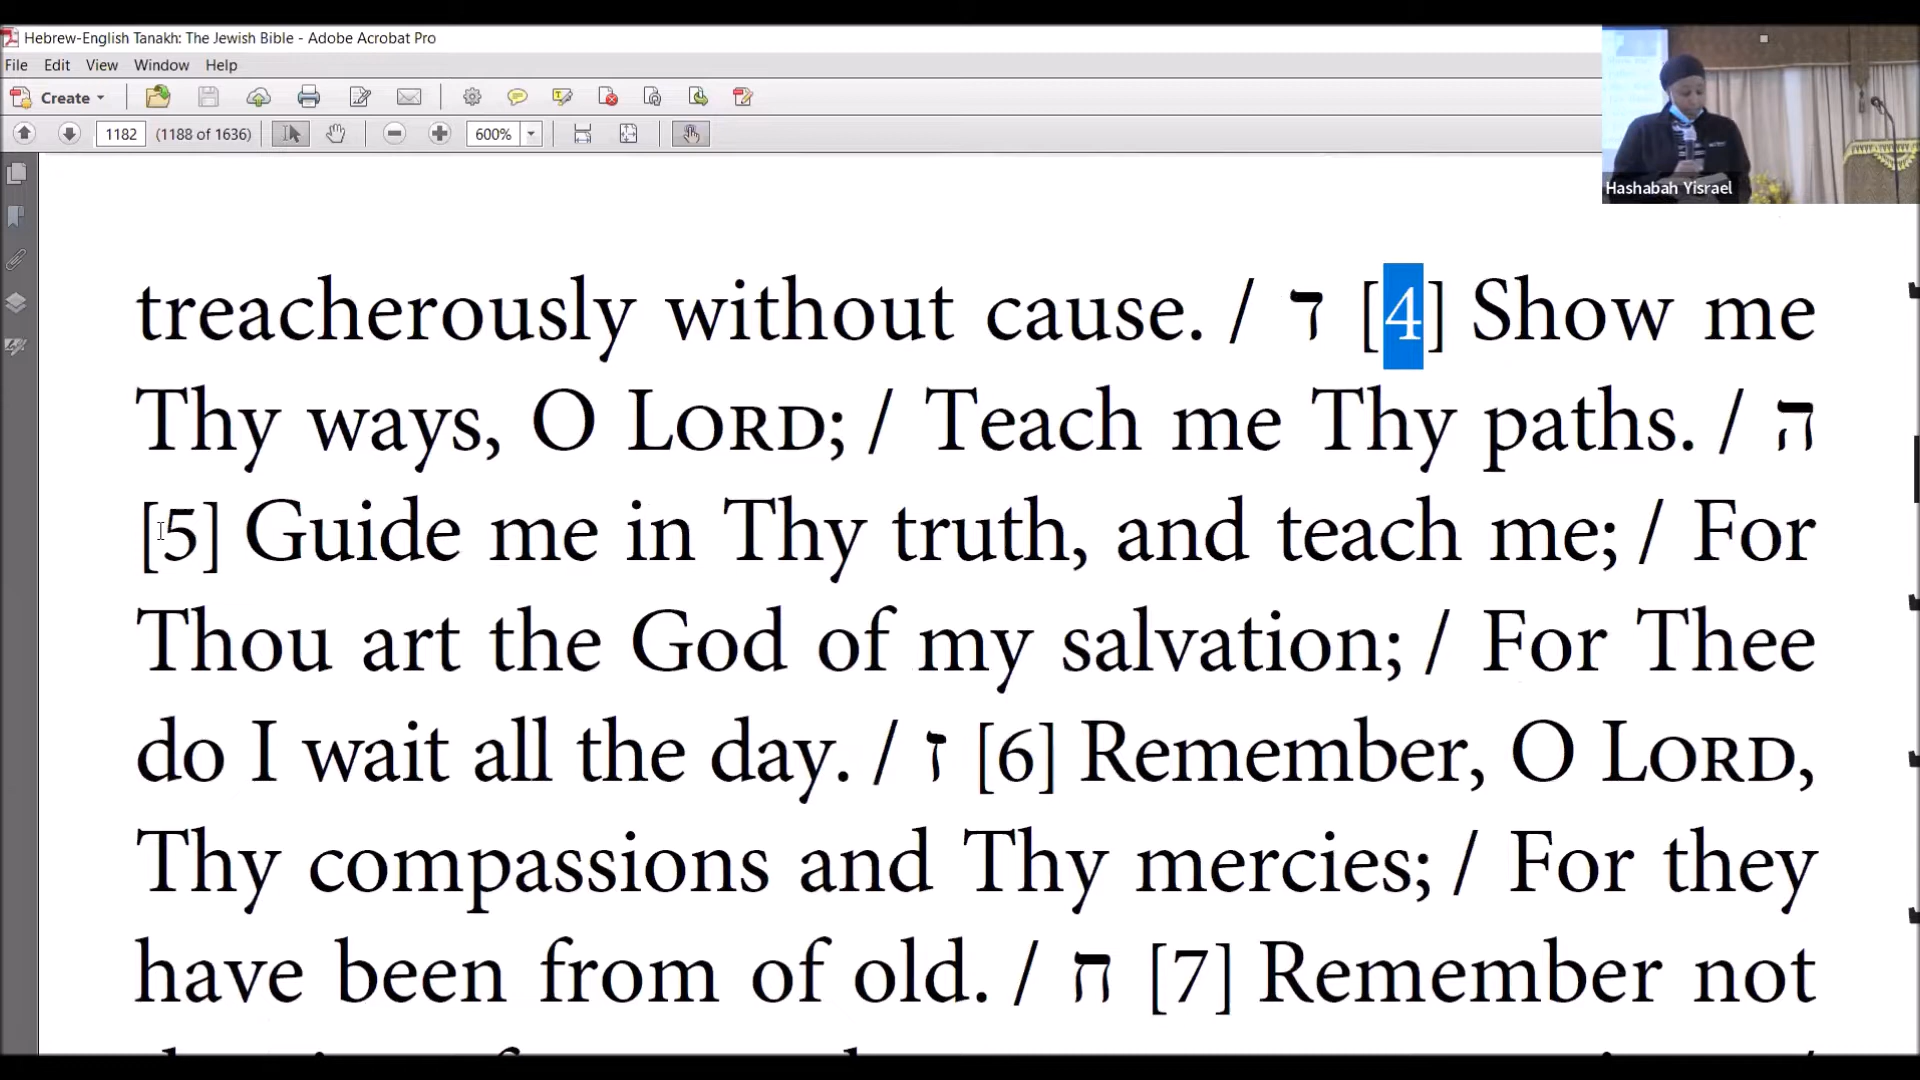 Hebrew-English Tanakh: The Jewish Bible - Adobe Acrobat Pro
File Edit View Window Help
Create
1182 (1188 of 1636) 600%
Hashabah Yisrael
treacherously without cause. / ד [4] Show me
Thy ways, O LORD; / Teach me Thy paths. / ה
[5] Guide me in Thy truth, and teach me; / For
Thou art the God of my salvation; / For Thee
do I wait all the day. / ז [6] Remember, O LORD,
Thy compassions and Thy mercies; / For they
have been from of old. / ח [7] Remember not